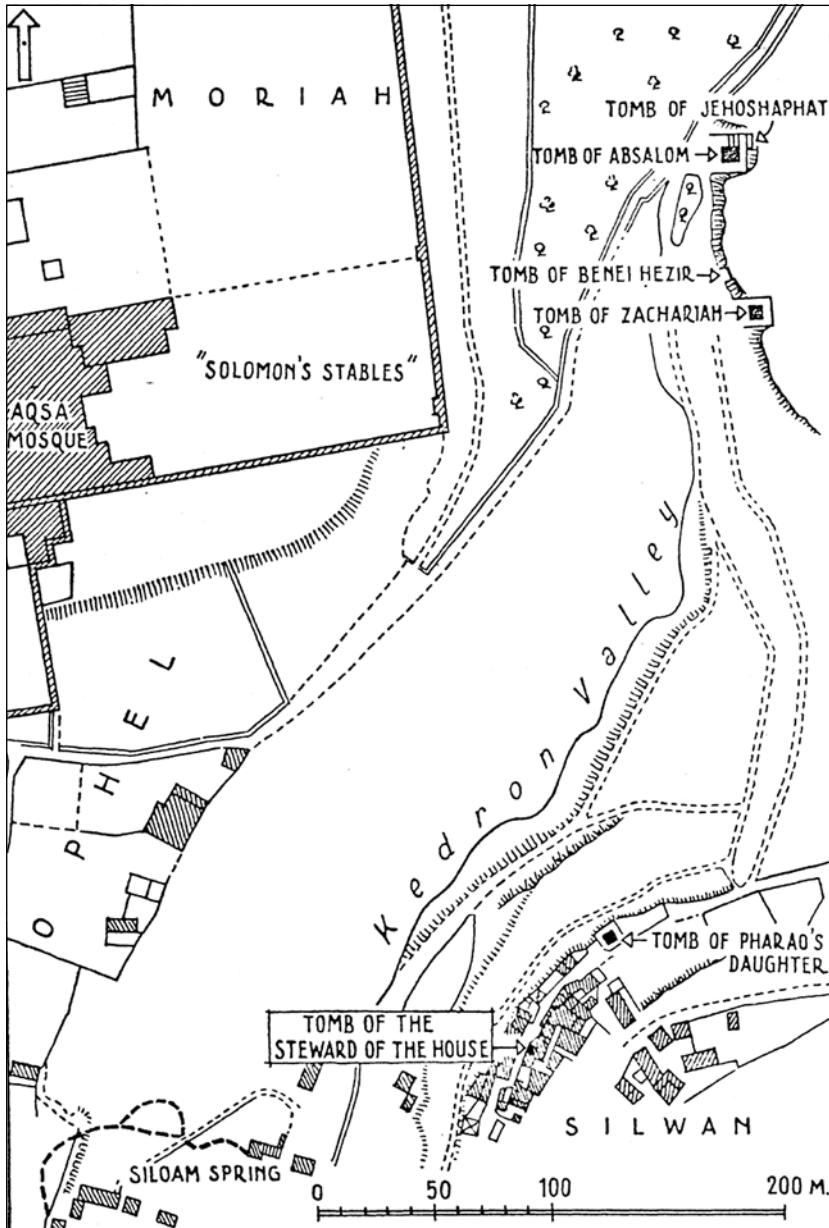 MORIAH
TOMB OF JEHOSHAPHAT
TOMB OF ABSALOM
TOMB OF BENEI HEZIR
TOMB OF ZACHARIAH
"SOLOMON'S STABLES"
AQSA
MOSQUE
Kedron Valley
OPHEL
TOMB OF PHARAO'S
DAUGHTER
TOMB OF THE
STEWARD OF THE HOUSE
SILWAN
SILOAM SPRING
0 50 100 200 M.